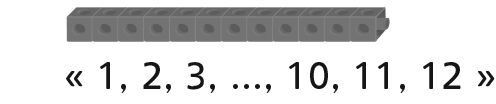 « 1, 2, 3, ..., 10, 11, 12 »